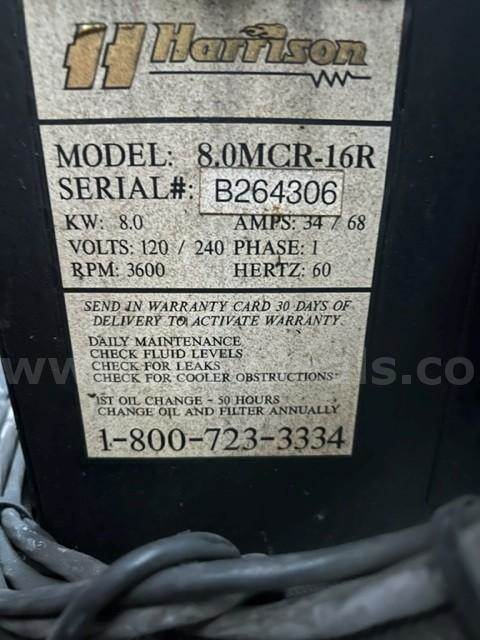 Harrison
MODEL: 8.0MCR-16R
SERIAL#: B264306
KW: 8.0 AMPS: 34 / 68
VOLTS: 120 / 240 PHASE: 1
RPM: 3600 HERTZ: 60
SEND IN WARRANTY CARD 30 DAYS OF
DELIVERY TO ACTIVATE WARRANTY
DAILY MAINTENANCE
CHECK FLUID LEVELS
CHECK FOR LEAKS
CHECK FOR COOLER OBSTRUCTIONS
1ST OIL CHANGE - 50 HOURS
CHANGE OIL AND FILTER ANNUALLY
1-800-723-3334